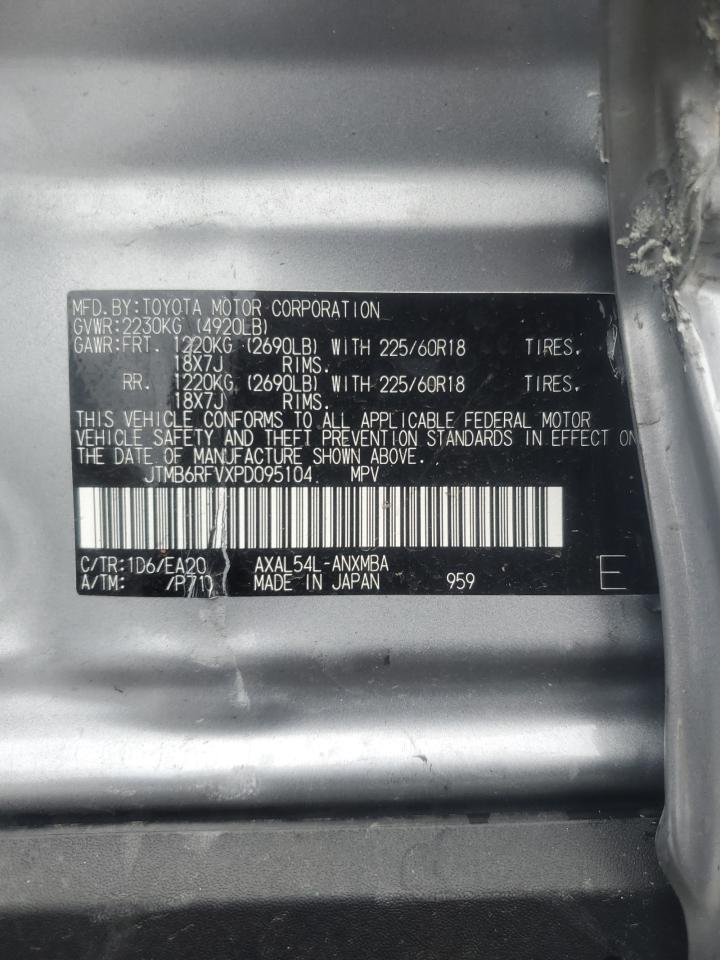 MFD.BY:TOYOTA MOTOR CORPORATION
GVWR:2230KG (4920LB)
GAWR:FRT. 1220KG (2690LB) WITH 225/60R18 TIRES,
18X7J RIMS.
RR. 1220KG (2690LB) WITH 225/60R18 TIRES,
18X7J RIMS.
THIS VEHICLE CONFORMS TO ALL APPLICABLE FEDERAL MOTOR
VEHICLE SAFETY AND THEFT PREVENTION STANDARDS IN EFFECT ON
THE DATE OF MANUFACTURE SHOWN ABOVE.
JTMB6RFVXPD095104 MPV
C/TR:1D6/EA20 AXAL54L-ANXMBA
A/TM: /P710 MADE IN JAPAN 959 E